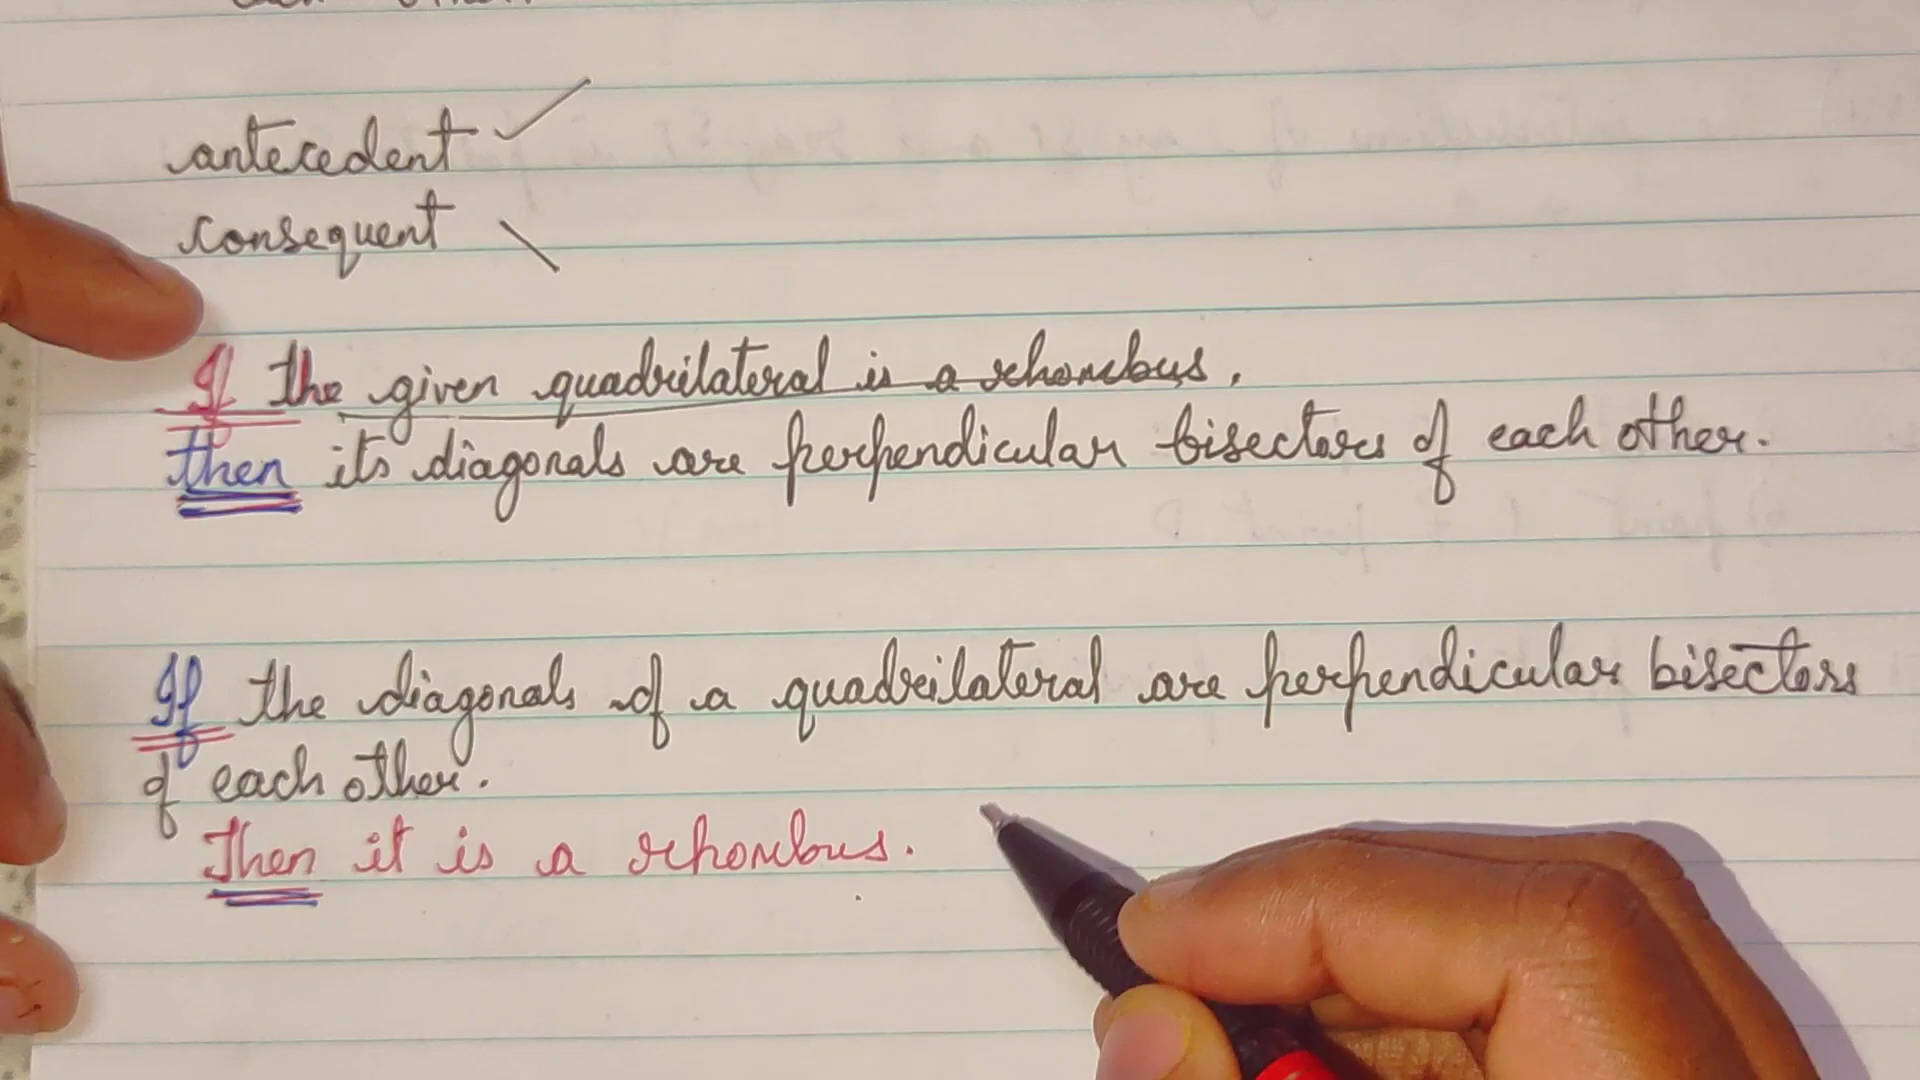 antecedent
consequent
If the given quadrilateral is a rhombus,
then its diagonals are perpendicular bisectors of each other.
If the diagonals of a quadrilateral are perpendicular bisectors
of each other.
Then it is a rhombus.